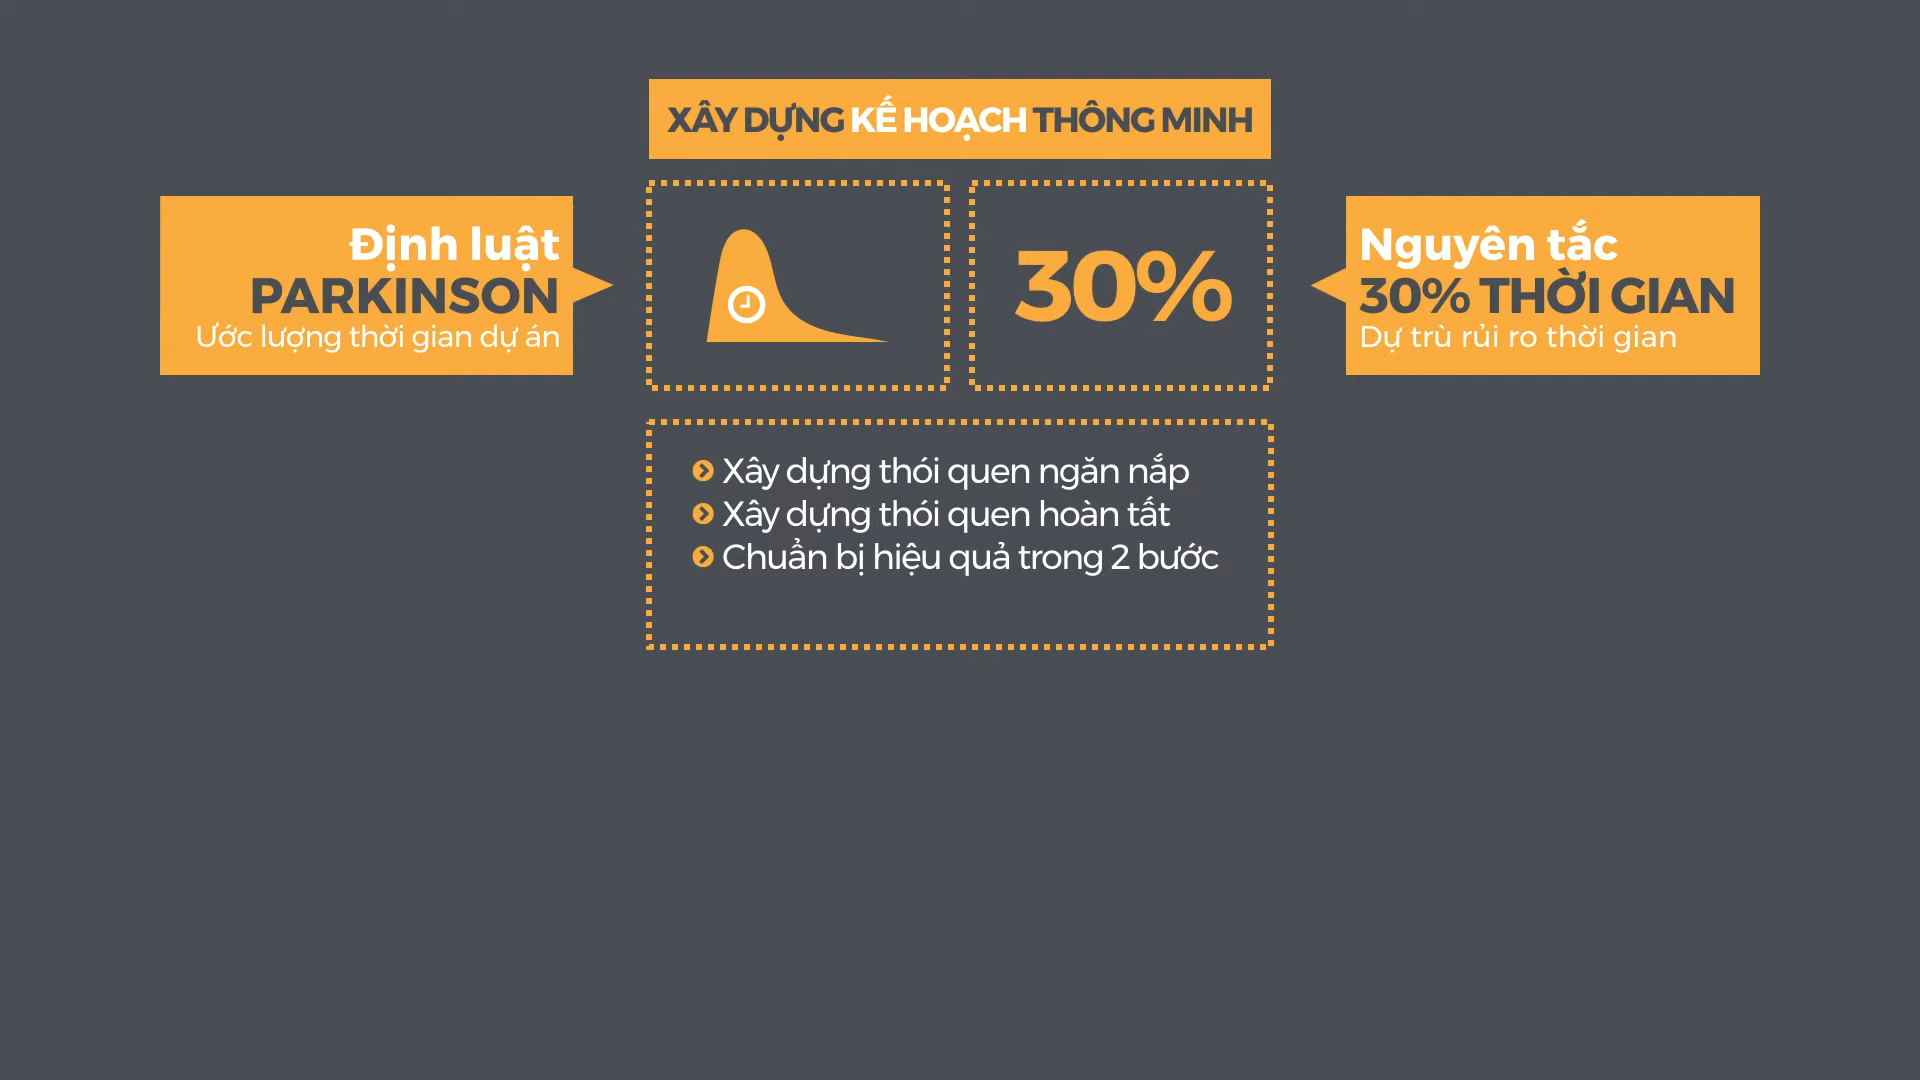 XÂY DỰNG KẾ HOẠCH THÔNG MINH
Định luật
PARKINSON
Ước lượng thời gian dự án
30%
Nguyên tắc
30% THỜI GIAN
Dự trù rủi ro thời gian
Xây dựng thói quen ngăn nắp
Xây dựng thói quen hoàn tất
Chuẩn bị hiệu quả trong 2 bước